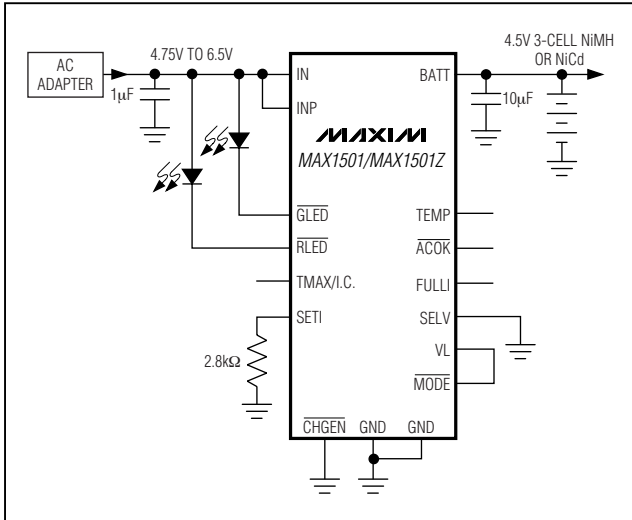 AC
ADAPTER
4.75V TO 6.5V
1µF
IN
INP
MAXIM
MAX1501/MAX1501Z
GLED
RLED
TMAX/I.C.
SETI
2.8kΩ
CHGEN
GND
GND
BATT
10µF
4.5V 3-CELL NiMH
OR NiCd
TEMP
ACOK
FULLI
SELV
VL
MODE